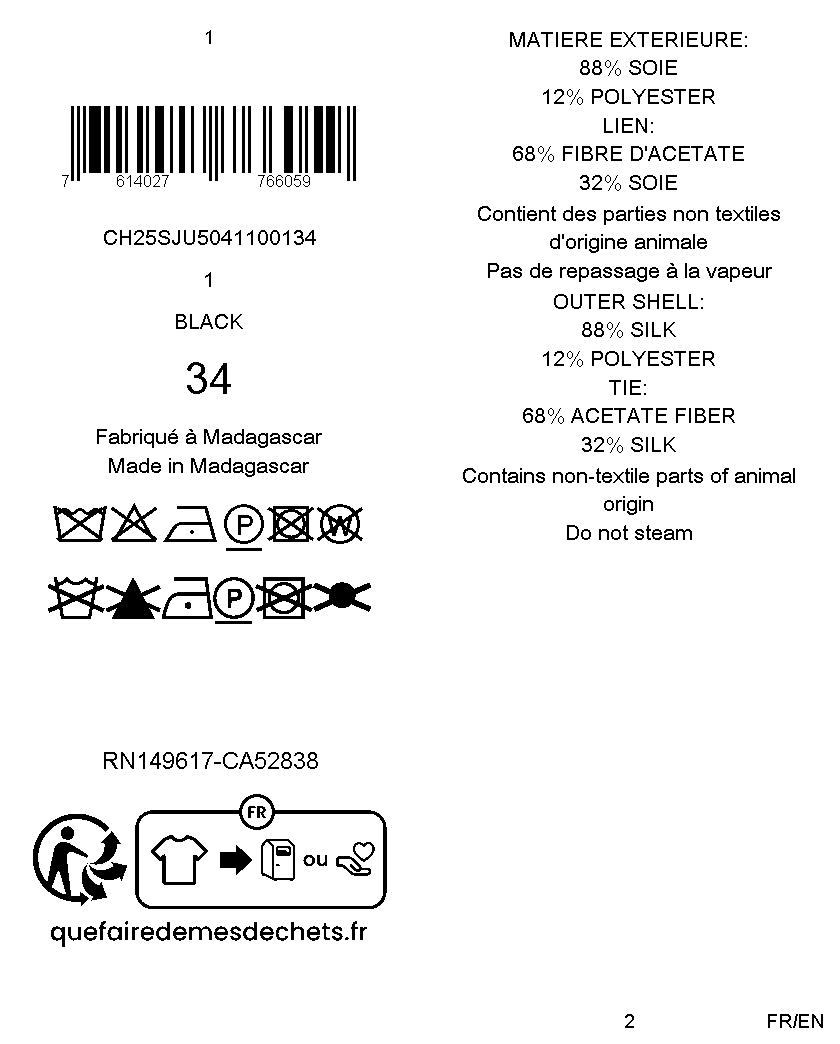 1
7 614027 766059
CH25SJU5041100134
1
BLACK
34
Fabriqué à Madagascar
Made in Madagascar
P W
P
RN149617-CA52838
FR
ou
quefairedemesdechets.fr
MATIERE EXTERIEURE:
88% SOIE
12% POLYESTER
LIEN:
68% FIBRE D'ACETATE
32% SOIE
Contient des parties non textiles
d'origine animale
Pas de repassage à la vapeur
OUTER SHELL:
88% SILK
12% POLYESTER
TIE:
68% ACETATE FIBER
32% SILK
Contains non-textile parts of animal
origin
Do not steam
2
FR/EN